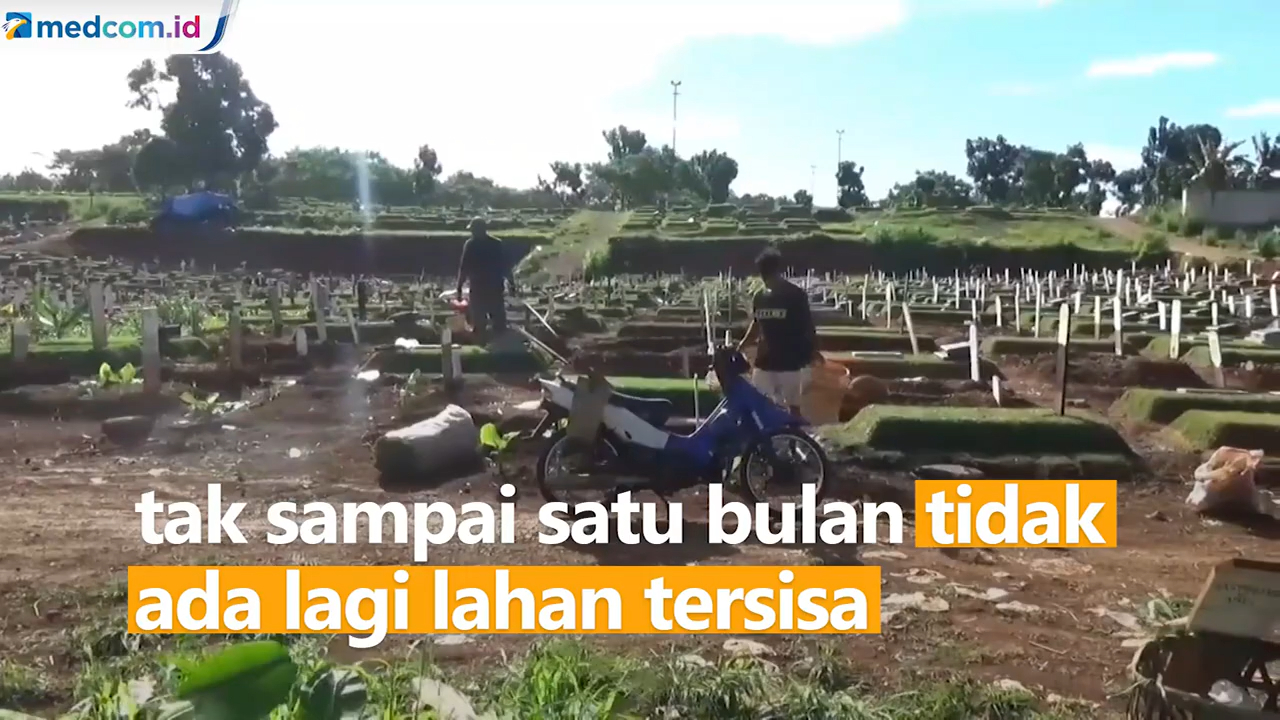 medcom.id
tak sampai satu bulan tidak
ada lagi lahan tersisa